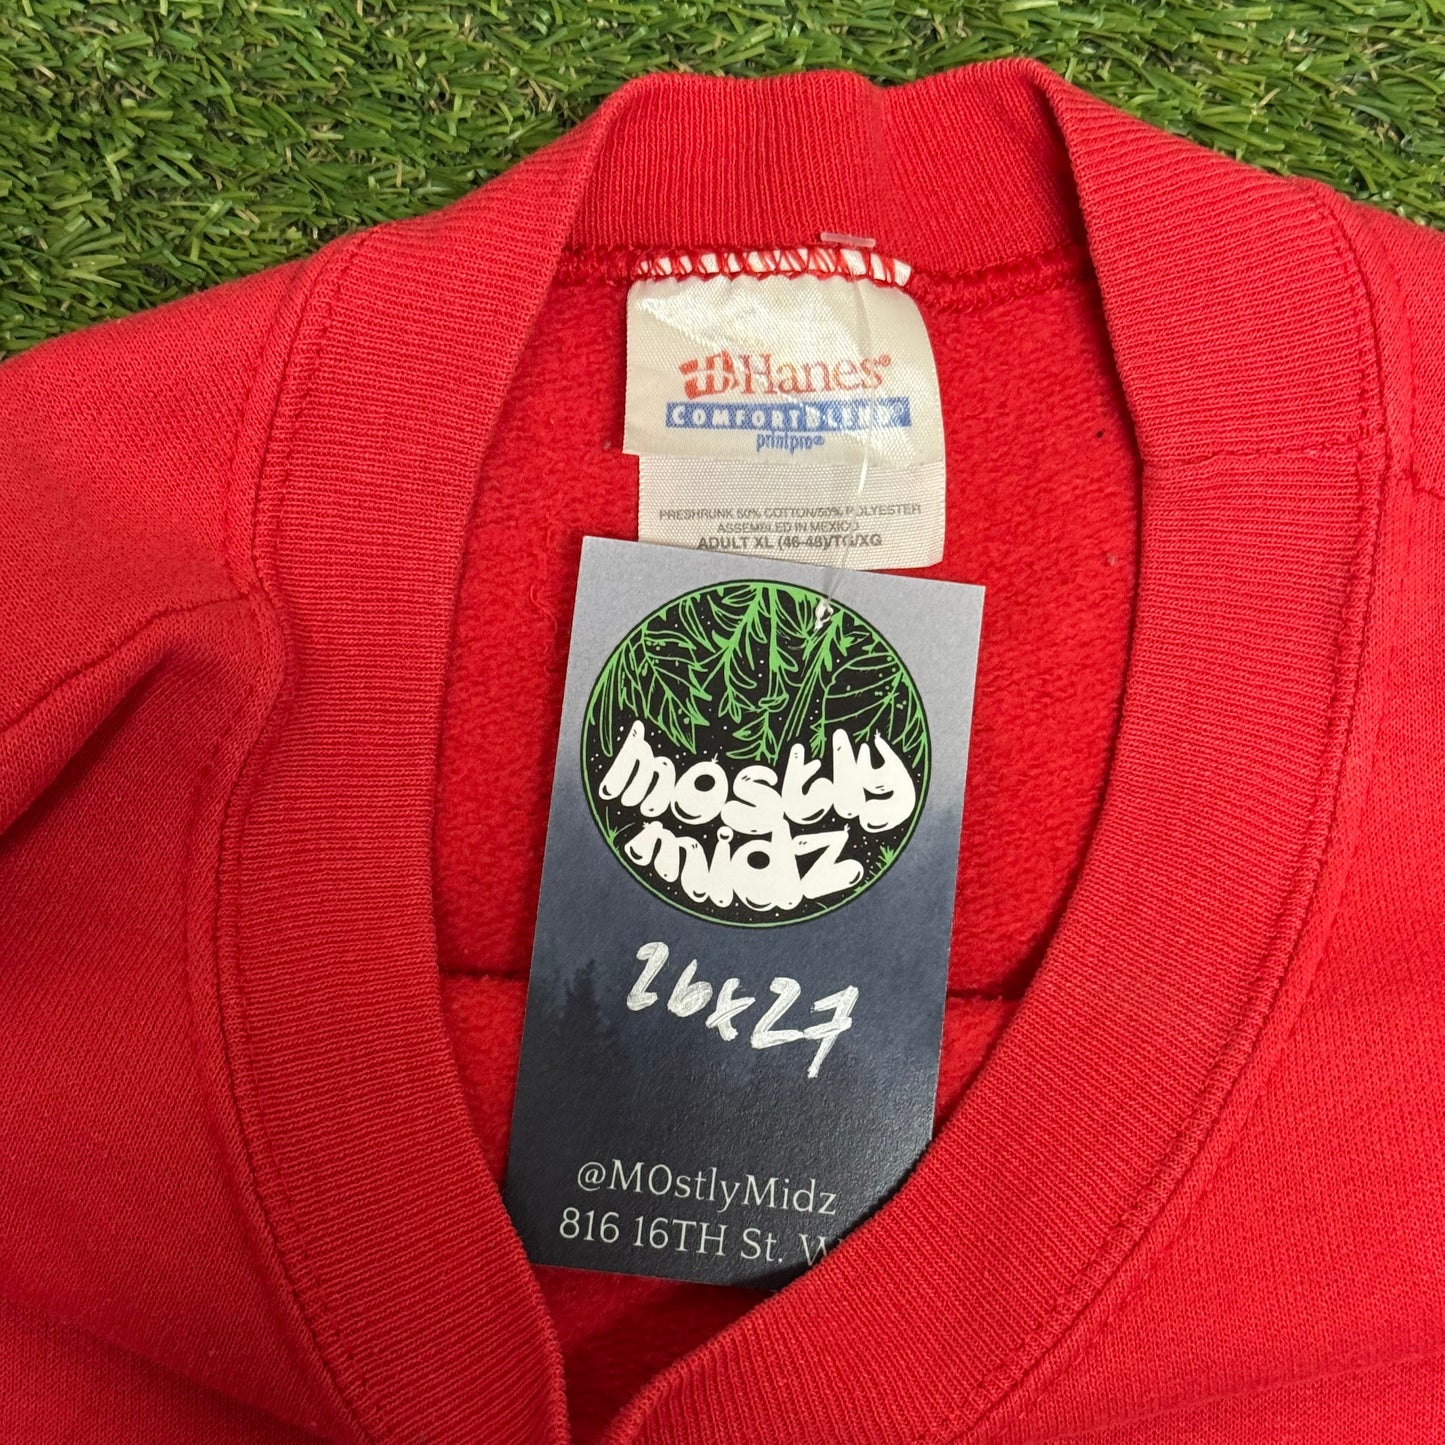 Hanes®
COMFORTBLEND®
printpro®
PRESHRUNK 50% COTTON/50% POLYESTER
ASSEMBLED IN MEXICO
ADULT XL (46-48)/TG/XG
mostly
midz
26x27
@M0stlyMidz
816 16TH St. W